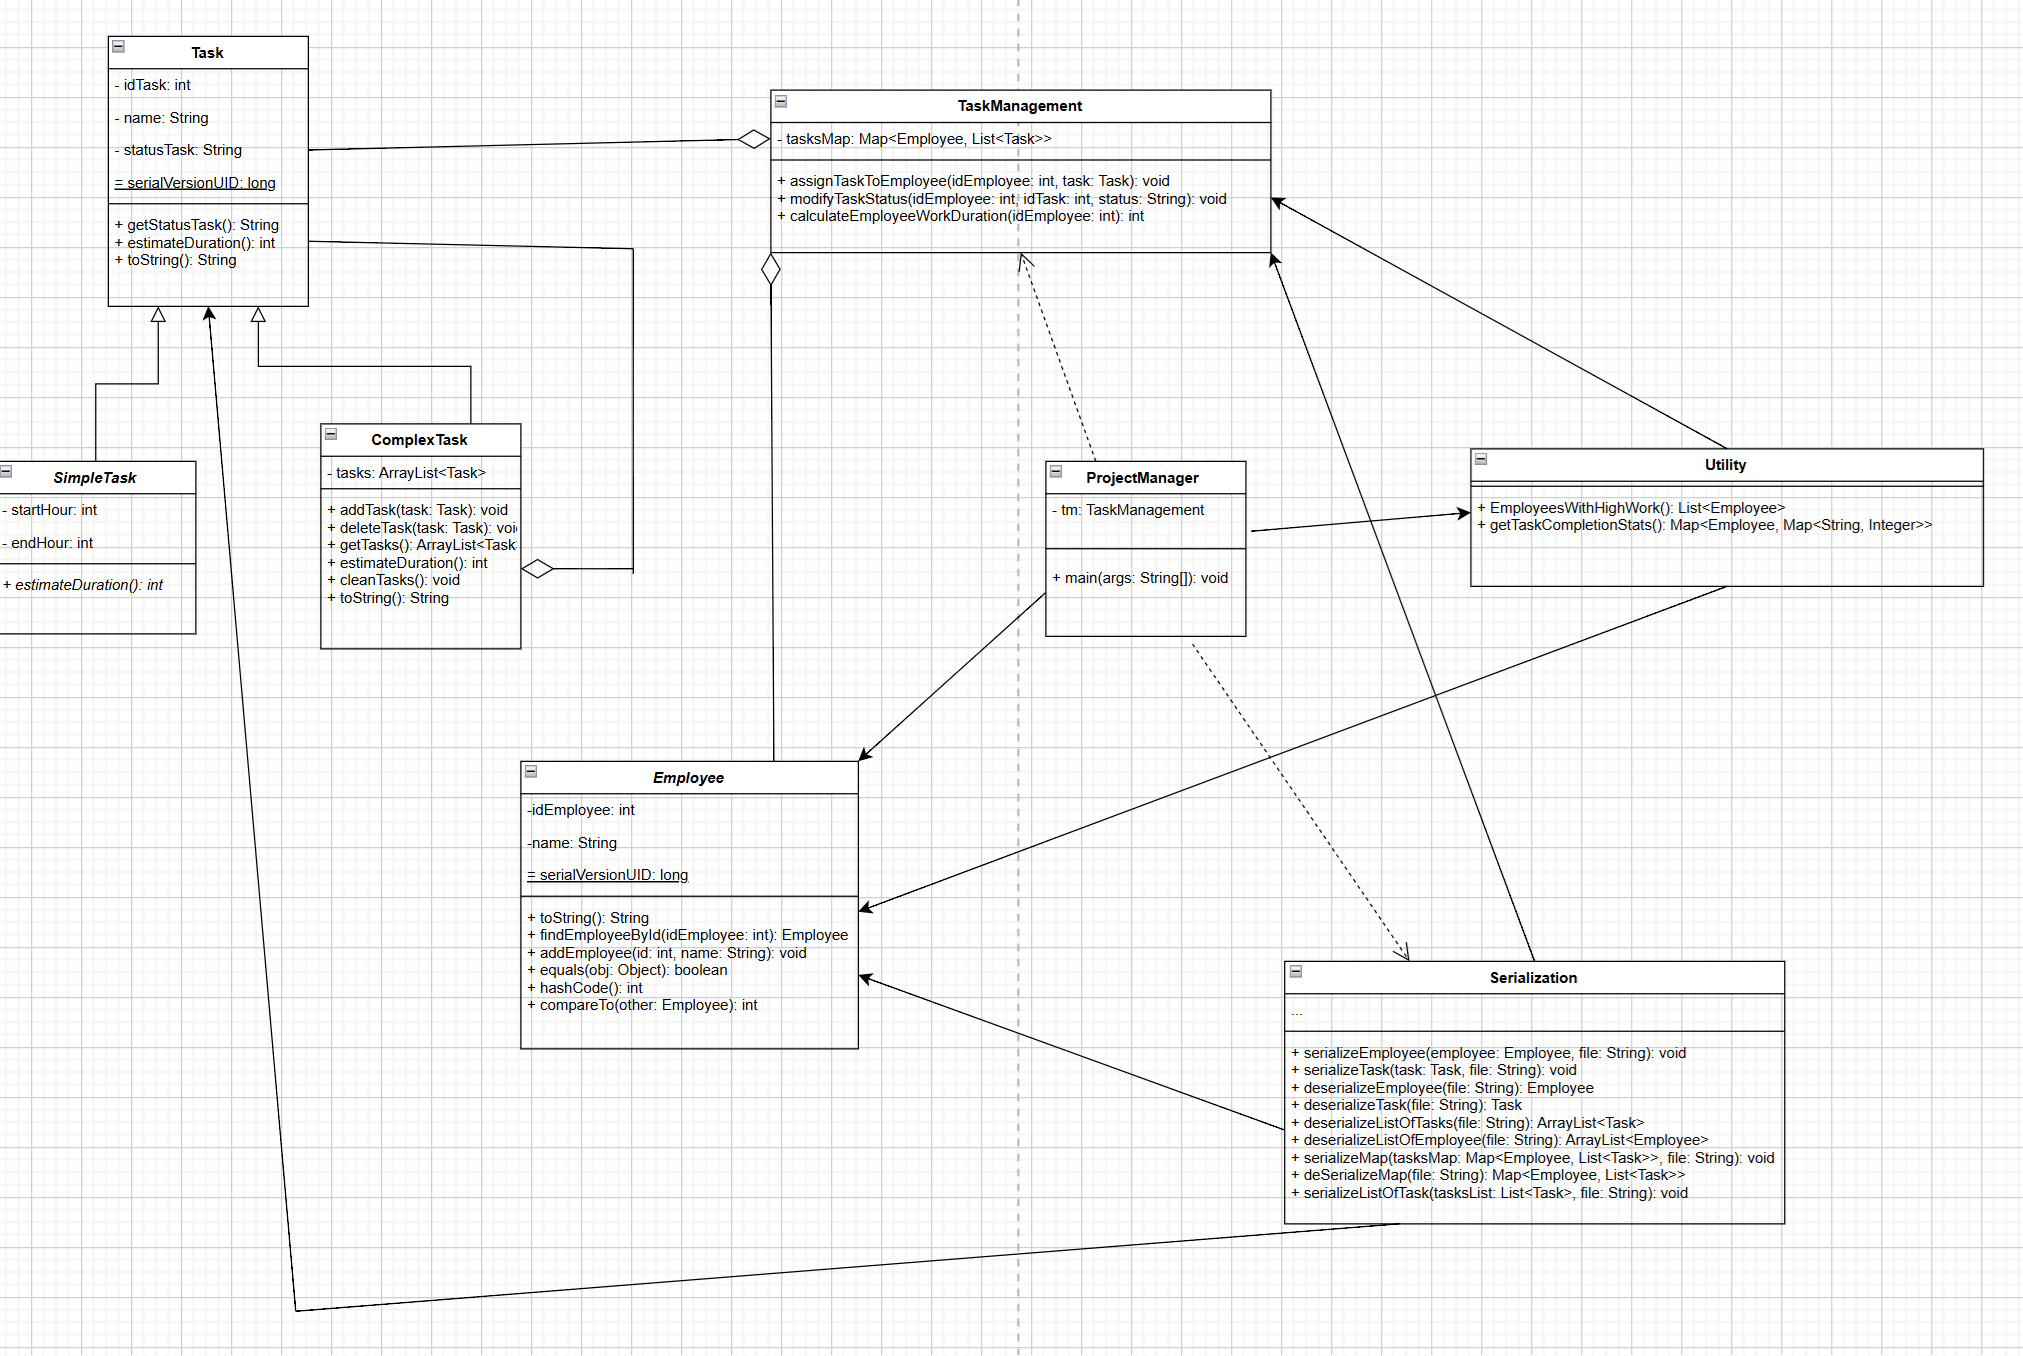 Task
- idTask: int
- name: String
- statusTask: String
= serialVersionUID: long
+ getStatusTask(): String
+ estimateDuration(): int
+ toString(): String
TaskManagement
- tasksMap: Map<Employee, List<Task>>
+ assignTaskToEmployee(idEmployee: int, task: Task): void
+ modifyTaskStatus(idEmployee: int, idTask: int, status: String): void
+ calculateEmployeeWorkDuration(idEmployee: int): int
SimpleTask
- startHour: int
- endHour: int
+ estimateDuration(): int
ComplexTask
- tasks: ArrayList<Task>
+ addTask(task: Task): void
+ deleteTask(task: Task): voi
+ getTasks(): ArrayList<Task
+ estimateDuration(): int
+ cleanTasks(): void
+ toString(): String
ProjectManager
- tm: TaskManagement
+ main(args: String[]): void
Utility
+ EmployeesWithHighWork(): List<Employee>
+ getTaskCompletionStats(): Map<Employee, Map<String, Integer>>
Employee
-idEmployee: int
-name: String
= serialVersionUID: long
+ toString(): String
+ findEmployeeById(idEmployee: int): Employee
+ addEmployee(id: int, name: String): void
+ equals(obj: Object): boolean
+ hashCode(): int
+ compareTo(other: Employee): int
Serialization
...
+ serializeEmployee(employee: Employee, file: String): void
+ serializeTask(task: Task, file: String): void
+ deserializeEmployee(file: String): Employee
+ deserializeTask(file: String): Task
+ deserializeListOfTasks(file: String): ArrayList<Task>
+ deserializeListOfEmployee(file: String): ArrayList<Employee>
+ serializeMap(tasksMap: Map<Employee, List<Task>>, file: String): void
+ deSerializeMap(file: String): Map<Employee, List<Task>>
+ serializeListOfTask(tasksList: List<Task>, file: String): void